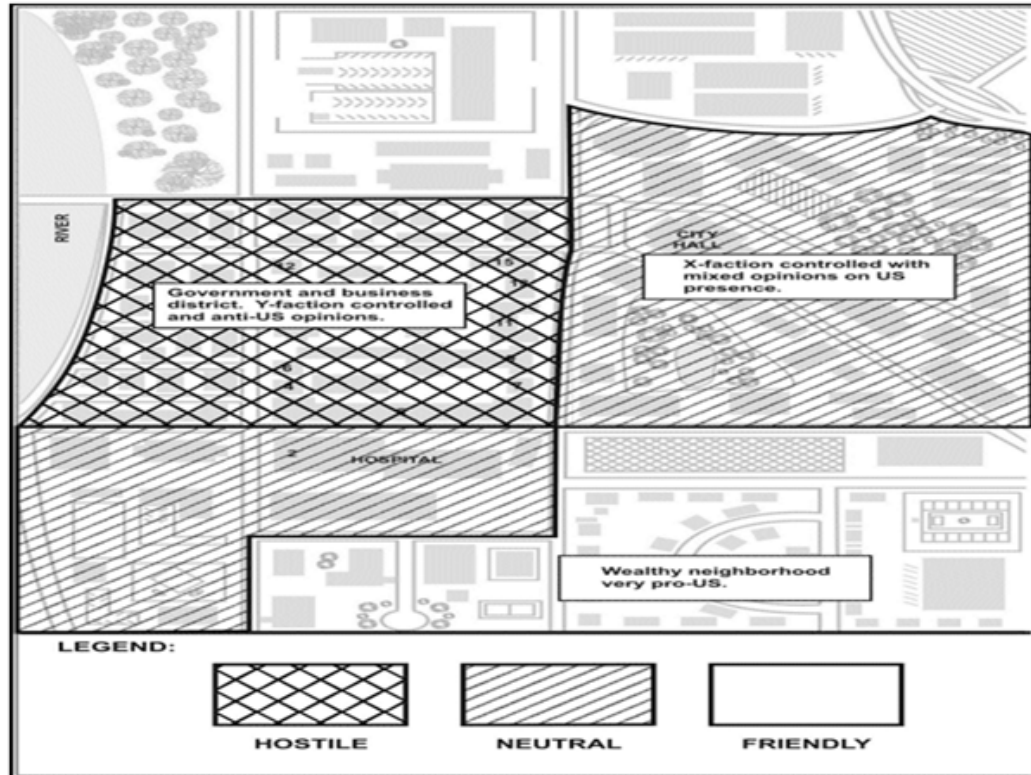 RIVER
CITY
HALL
X-faction controlled with
mixed opinions on US
presence.
12
15
Government and business
district. Y-faction controlled
and anti-US opinions.
11
6
4
2
HOSPITAL
Wealthy neighborhood
very pro-US.
LEGEND:
HOSTILE
NEUTRAL
FRIENDLY